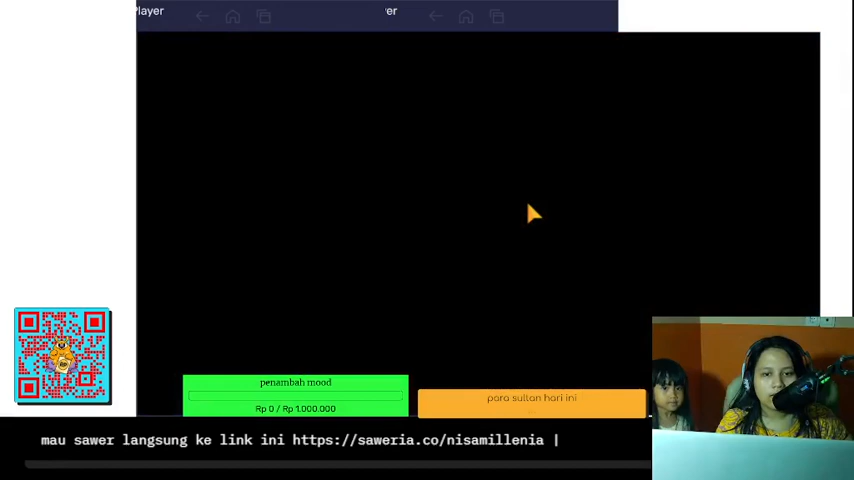 Player
er
penambah mood
Rp 0 / Rp 1.000.000
para sultan hari ini
mau sawer langsung ke link ini https://saweria.co/nisamillenia |